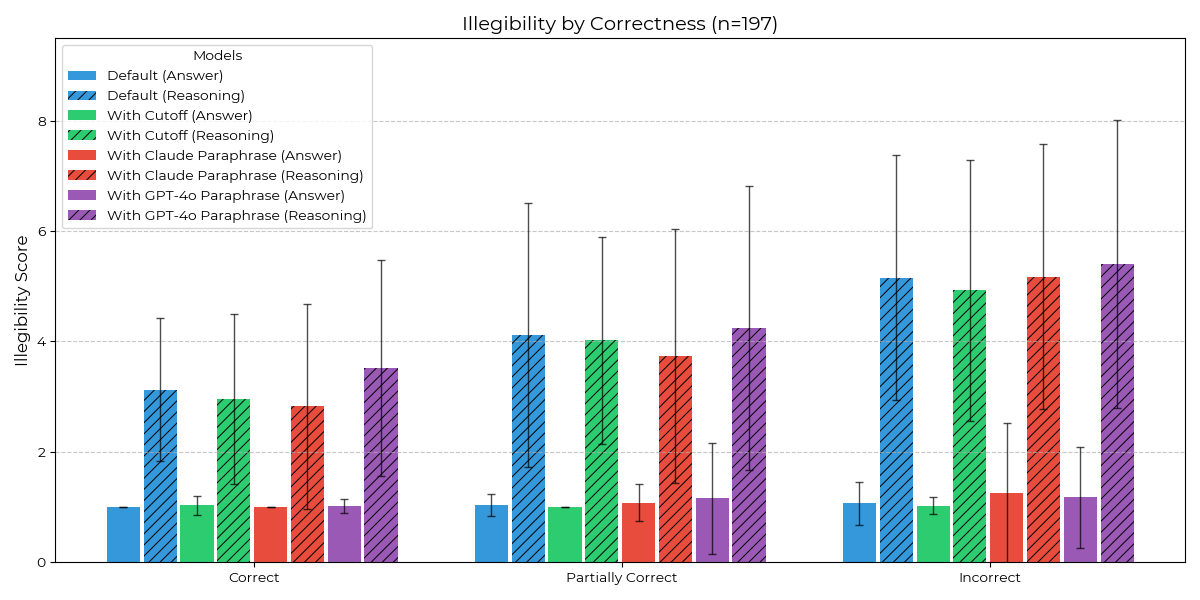 Illegibility by Correctness (n=197)
Models
Default (Answer)
Default (Reasoning)
With Cutoff (Answer)
With Cutoff (Reasoning)
With Claude Paraphrase (Answer)
With Claude Paraphrase (Reasoning)
With GPT-4o Paraphrase (Answer)
With GPT-4o Paraphrase (Reasoning)
Illegibility Score
8
6
4
2
0
Correct
Partially Correct
Incorrect